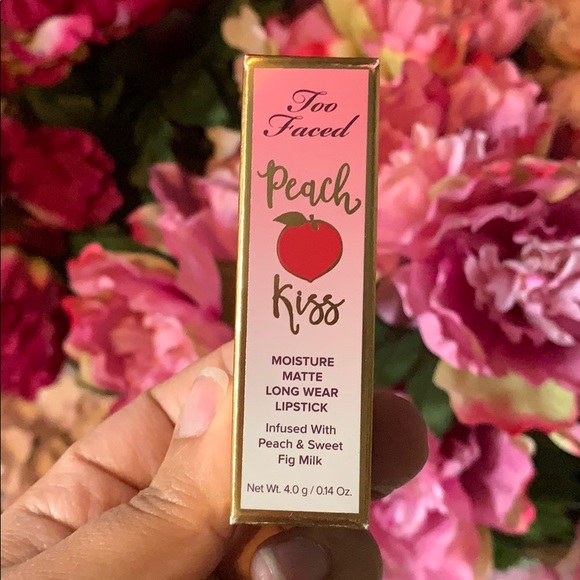 Too
Faced
Peach
Kiss
MOISTURE
MATTE
LONG WEAR
LIPSTICK
Infused With
Peach & Sweet
Fig Milk
Net Wt. 4.0 g / 0.14 Oz.